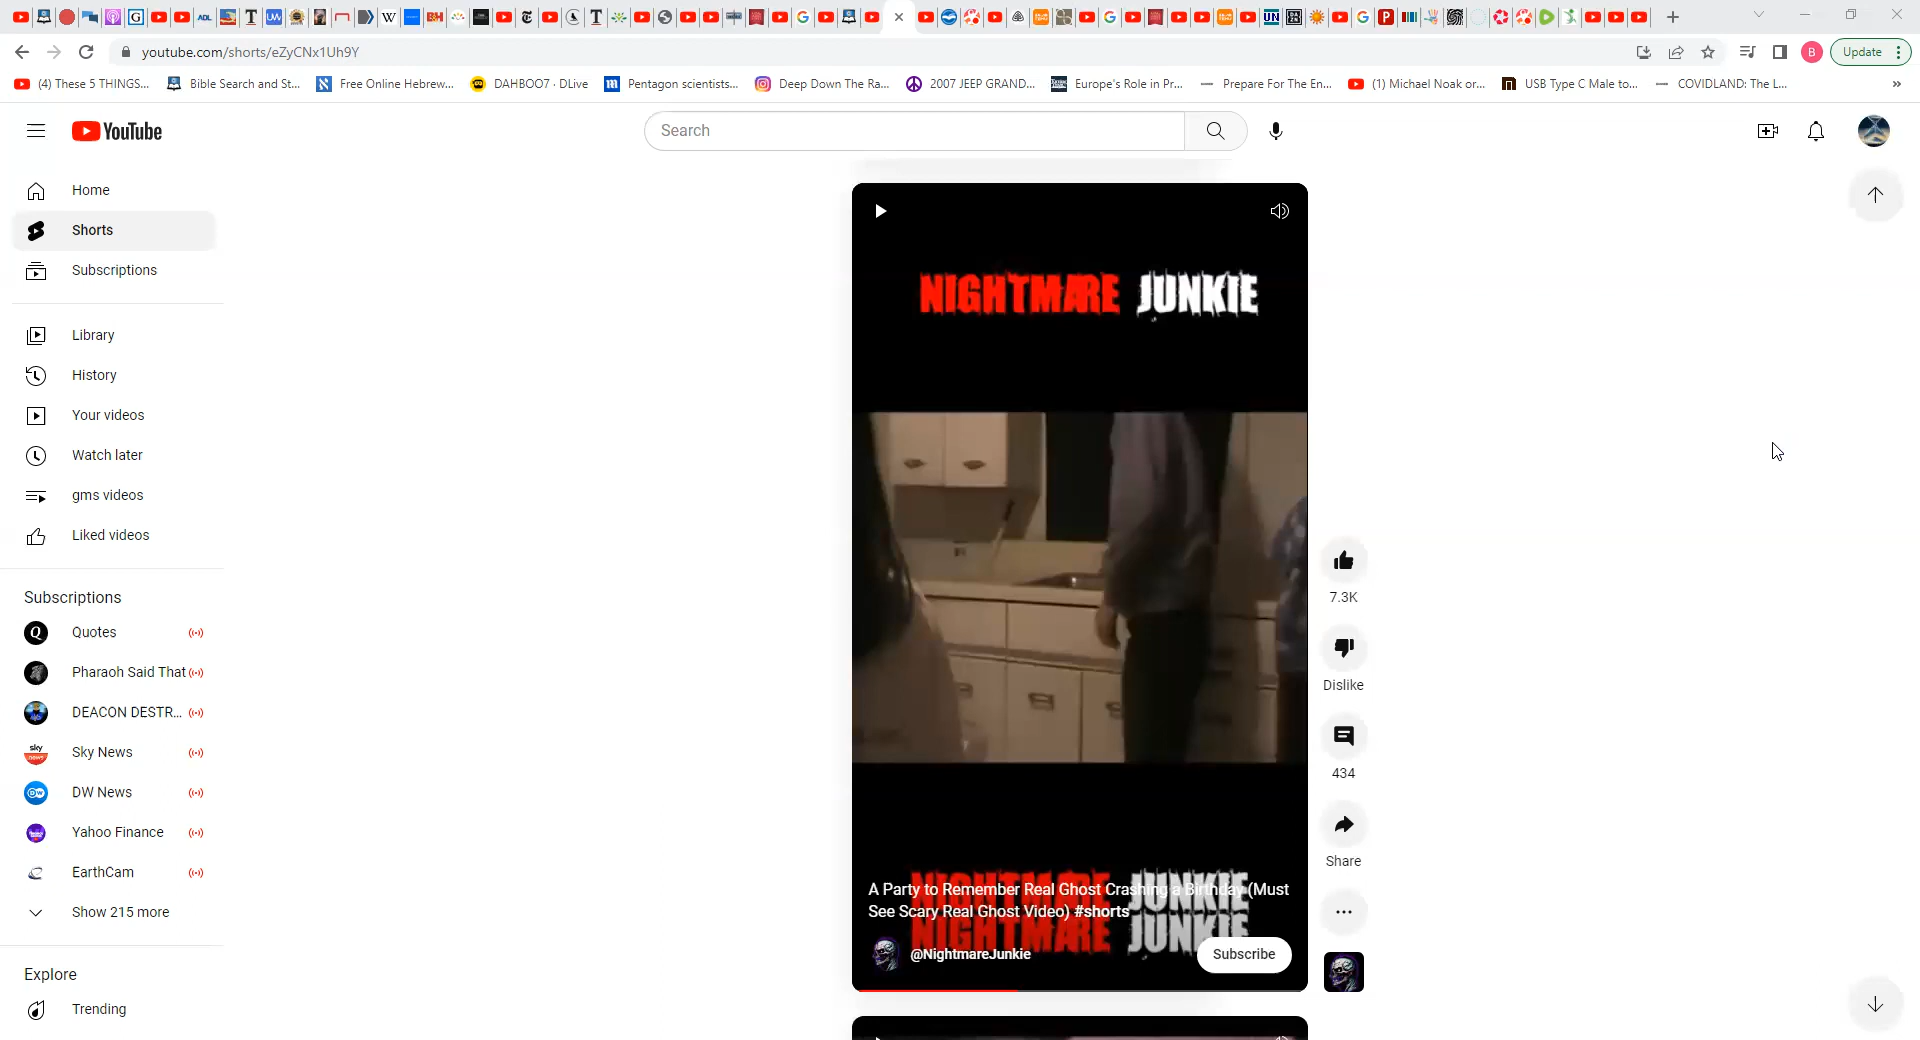 youtube.com/shorts/eZyCNx1Uh9Y
B
Update
(4) These 5 THINGS...
Bible Search and St...
Free Online Hebrew...
DAHBOO7 · DLive
Pentagon scientists...
Deep Down The Ra...
2007 JEEP GRAND...
Europe's Role in Pr...
Prepare For The En...
(1) Michael Noak or...
USB Type C Male to...
COVIDLAND: The L...
»
YouTube
Search
Home
Shorts
Subscriptions
Library
History
Your videos
Watch later
gms videos
Liked videos
Subscriptions
Quotes
Pharaoh Said That
DEACON DESTR...
Sky News
DW News
Yahoo Finance
EarthCam
Show 215 more
Explore
Trending
NIGHTMARE JUNKIE
7.3K
Dislike
434
Share
NIGHTMARE JUNKIE
A Party to Remember Real Ghost Crashing a Birthday (Must
See Scary Real Ghost Video) #shorts
NIGHTMARE JUNKIE
@NightmareJunkie
Subscribe